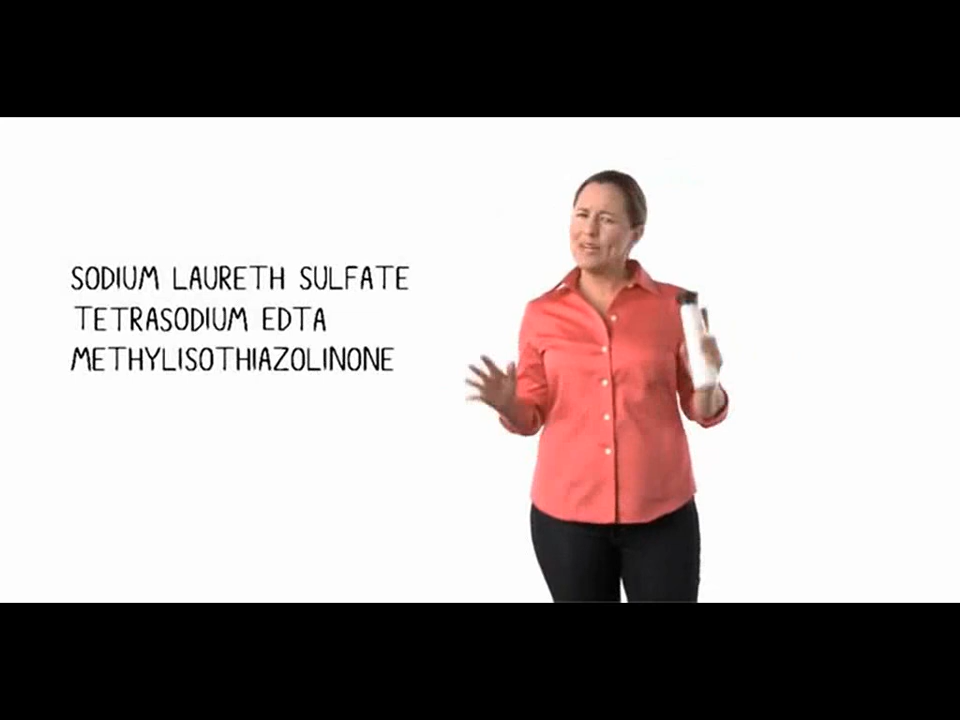 SODIUM LAURETH SULFATE
TETRASODIUM EDTA
METHYLISOTHIAZOLINONE